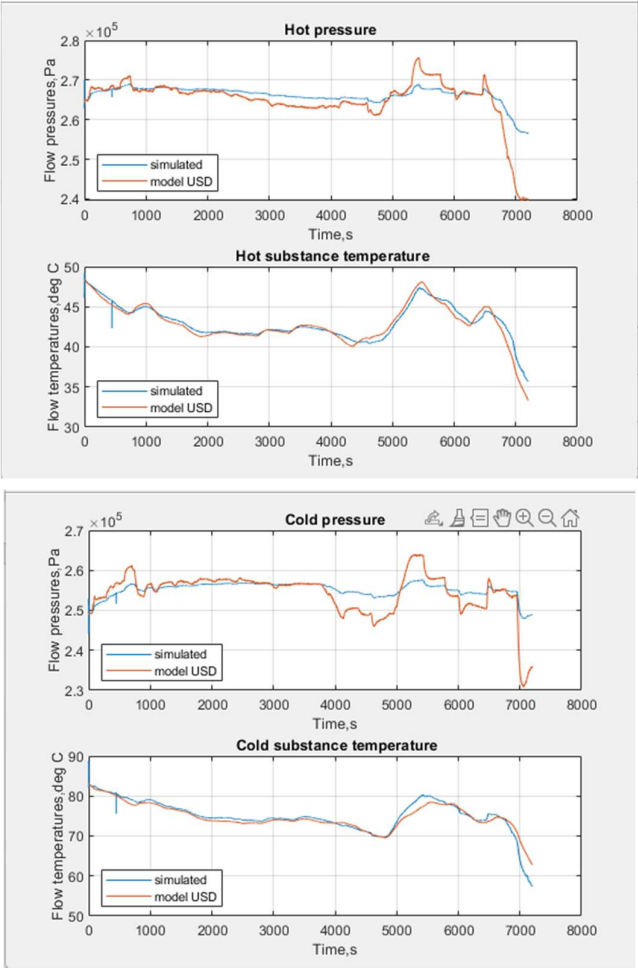 Hot pressure
×10⁵
2.8
2.7
2.6
2.5
2.4
Flow pressures,Pa
simulated
model USD
0 1000 2000 3000 4000 5000 6000 7000 8000
Time,s
Hot substance temperature
50
45
40
35
30
Flow temperatures,deg C
simulated
model USD
0 1000 2000 3000 4000 5000 6000 7000 8000
Time,s
Cold pressure
×10⁵
2.7
2.6
2.5
2.4
2.3
Flow pressures,Pa
simulated
model USD
0 1000 2000 3000 4000 5000 6000 7000 8000
Time,s
Cold substance temperature
90
80
70
60
50
Flow temperatures,deg C
simulated
model USD
0 1000 2000 3000 4000 5000 6000 7000 8000
Time,s